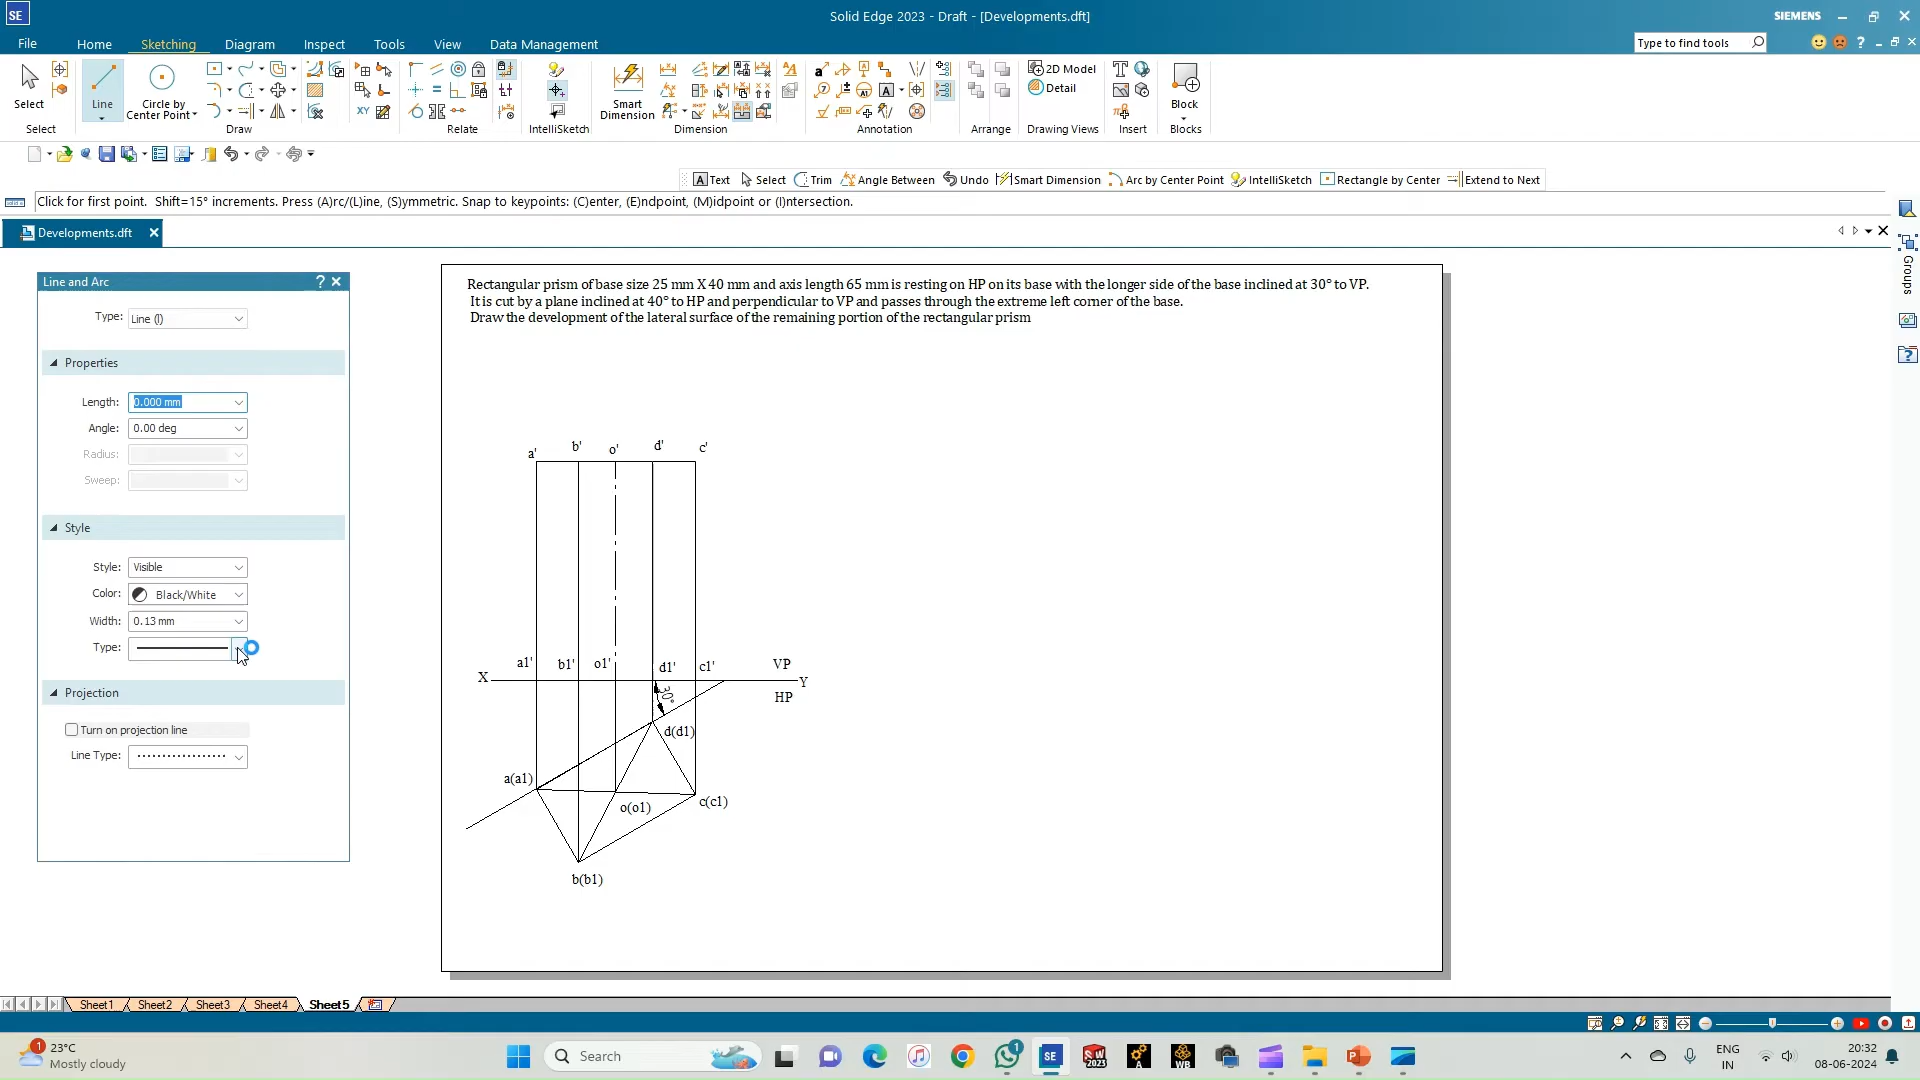 SE
Solid Edge 2023 - Draft - [Developments.dft]
SIEMENS
File Home Sketching Diagram Inspect Tools View Data Management
Type to find tools
Select
Line
Circle by
Center Point
Smart
Dimension
2D Model
Detail
Block
Select Draw Relate IntelliSketch Dimension Annotation Arrange Drawing Views Insert Blocks
Text Select Trim Angle Between Undo Smart Dimension Arc by Center Point IntelliSketch Rectangle by Center Extend to Next
Click for first point. Shift=15° increments. Press (A)rc/(L)ine, (S)ymmetric. Snap to keypoints: (C)enter, (E)ndpoint, (M)idpoint or (I)ntersection.
Developments.dft
Groups
Line and Arc
Type: Line (l)
Properties
Length: 0.000 mm
Angle: 0.00 deg
Radius:
Sweep:
Style
Style: Visible
Color: Black/White
Width: 0.13 mm
Type:
Projection
Turn on projection line
Line Type:
Rectangular prism of base size 25 mm X 40 mm and axis length 65 mm is resting on HP on its base with the longer side of the base inclined at 30° to VP.
It is cut by a plane inclined at 40° to HP and perpendicular to VP and passes through the extreme left corner of the base.
Draw the development of the lateral surface of the remaining portion of the rectangular prism
a' b' o' d' c'
a1' b1' o1' d1' c1' VP
X Y
30° HP
d(d1)
a(a1)
o(o1) c(c1)
b(b1)
Sheet1 Sheet2 Sheet3 Sheet4 Sheet5
1
23°C
Mostly cloudy
Search
1
SE
SW
2023
A
WB
P
ENG
IN
20:32
08-06-2024